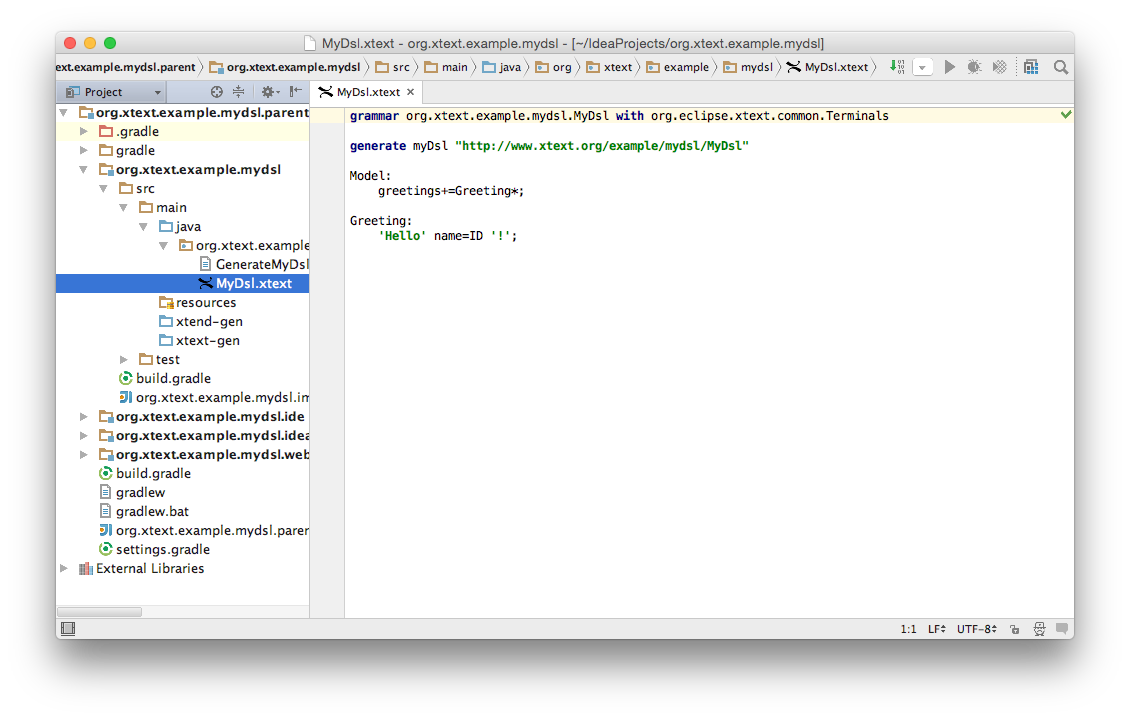 MyDsl.xtext - org.xtext.example.mydsl - [~/IdeaProjects/org.xtext.example.mydsl]
ext.example.mydsl.parent org.xtext.example.mydsl src main java org xtext example mydsl MyDsl.xtext
Project
MyDsl.xtext
org.xtext.example.mydsl.parent
.gradle
gradle
org.xtext.example.mydsl
src
main
java
org.xtext.example
GenerateMyDsl
MyDsl.xtext
resources
xtend-gen
xtext-gen
test
build.gradle
org.xtext.example.mydsl.im
org.xtext.example.mydsl.ide
org.xtext.example.mydsl.idea
org.xtext.example.mydsl.web
build.gradle
gradlew
gradlew.bat
org.xtext.example.mydsl.paren
settings.gradle
External Libraries
grammar org.xtext.example.mydsl.MyDsl with org.eclipse.xtext.common.Terminals
generate myDsl "http://www.xtext.org/example/mydsl/MyDsl"
Model:
greetings+=Greeting*;
Greeting:
'Hello' name=ID '!';
1:1 LF UTF-8